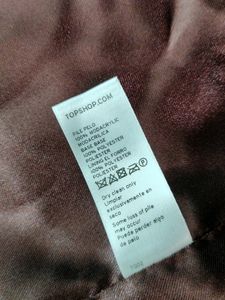 TOPSHOP.COM
PILE PELO
100% MODACRYLIC
MODACRILICA
BASE BASE
100% POLYESTER
POLIESTER
LINING EL FORRO
100% POLYESTER
POLIESTER
Dry clean only
Limpiar
exclusivamente en
seco
Some loss of pile
may occur
Puede perder algo
de pelo